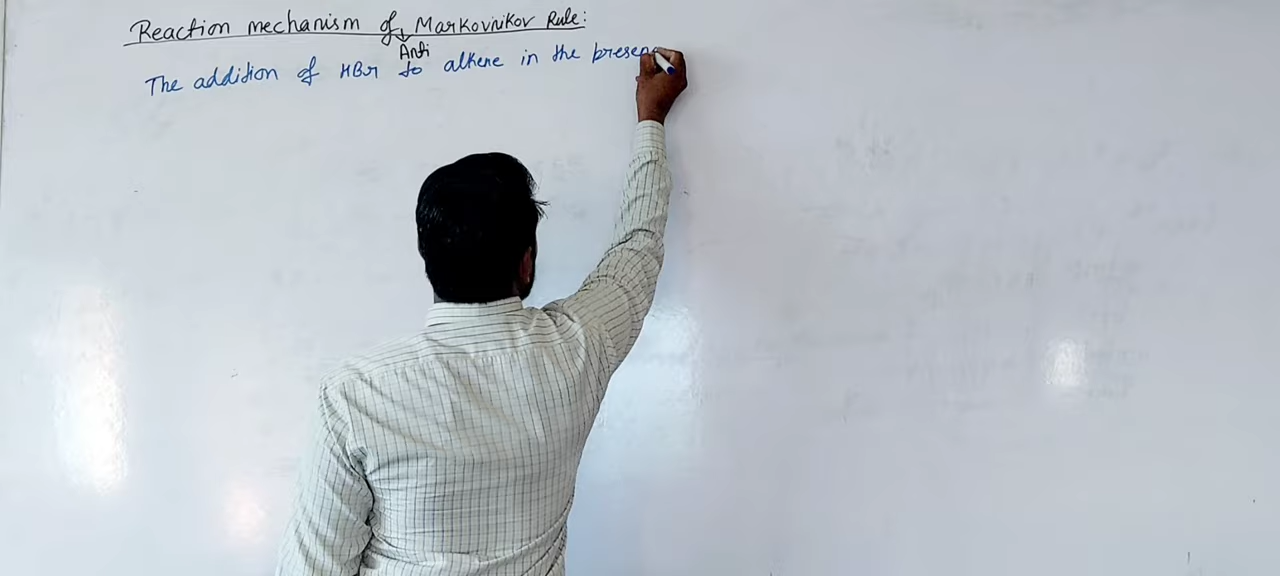 Reaction mechanism of Markovnikov Rule:
Anti
The addition of HBr to alkene in the presen